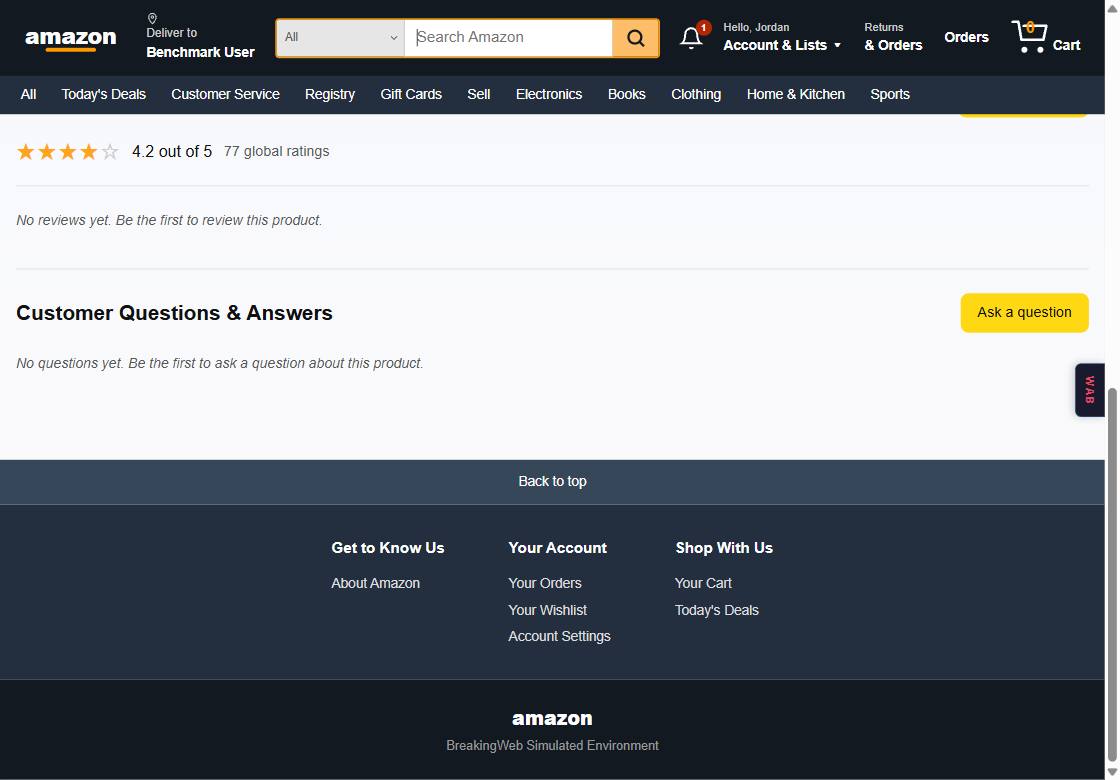 amazon
Deliver to
Benchmark User
All
Search Amazon
1
Hello, Jordan
Account & Lists
Returns
& Orders
Orders
0
Cart
All
Today's Deals
Customer Service
Registry
Gift Cards
Sell
Electronics
Books
Clothing
Home & Kitchen
Sports
4.2 out of 5
77 global ratings
No reviews yet. Be the first to review this product.
Customer Questions & Answers
Ask a question
No questions yet. Be the first to ask a question about this product.
WAB
Back to top
Get to Know Us
About Amazon
Your Account
Your Orders
Your Wishlist
Account Settings
Shop With Us
Your Cart
Today's Deals
amazon
BreakingWeb Simulated Environment